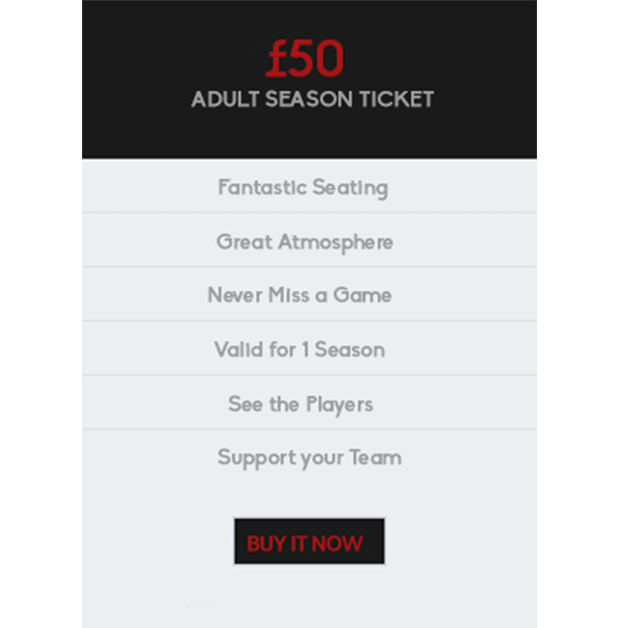 £50
ADULT SEASON TICKET
Fantastic Seating
Great Atmosphere
Never Miss a Game
Valid for 1 Season
See the Players
Support your Team
BUY IT NOW